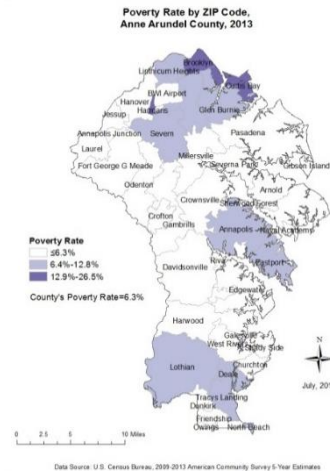 Poverty Rate by ZIP Code,
Anne Arundel County, 2013
Brooklyn
Linthicum Heights
Curtis Bay
BWI Airport
Hanover
Glen Burnie
Harmans
Jessup
Annapolis Junction
Severn
Pasadena
Laurel
Millersville
Severna Park
Gibson Island
Fort George G Meade
Odenton
Arnold
Crownsville
Sherwood Forest
Crofton
Gambrills
Annapolis
Naval Academy
Poverty Rate
≤6.3%
6.4%-12.8%
12.9%-26.5%
County's Poverty Rate=6.3%
Riva
Eastport
Davidsonville
Edgewater
Harwood
Galesville
West River
Shady Side
Churchton
N
Lothian
Deale
July, 20
Tracys Landing
Dunkirk
Friendship
Owings
North Beach
0 2.5 5 10 Miles
Data Source: U.S. Census Bureau, 2009-2013 American Community Survey 5-Year Estimates